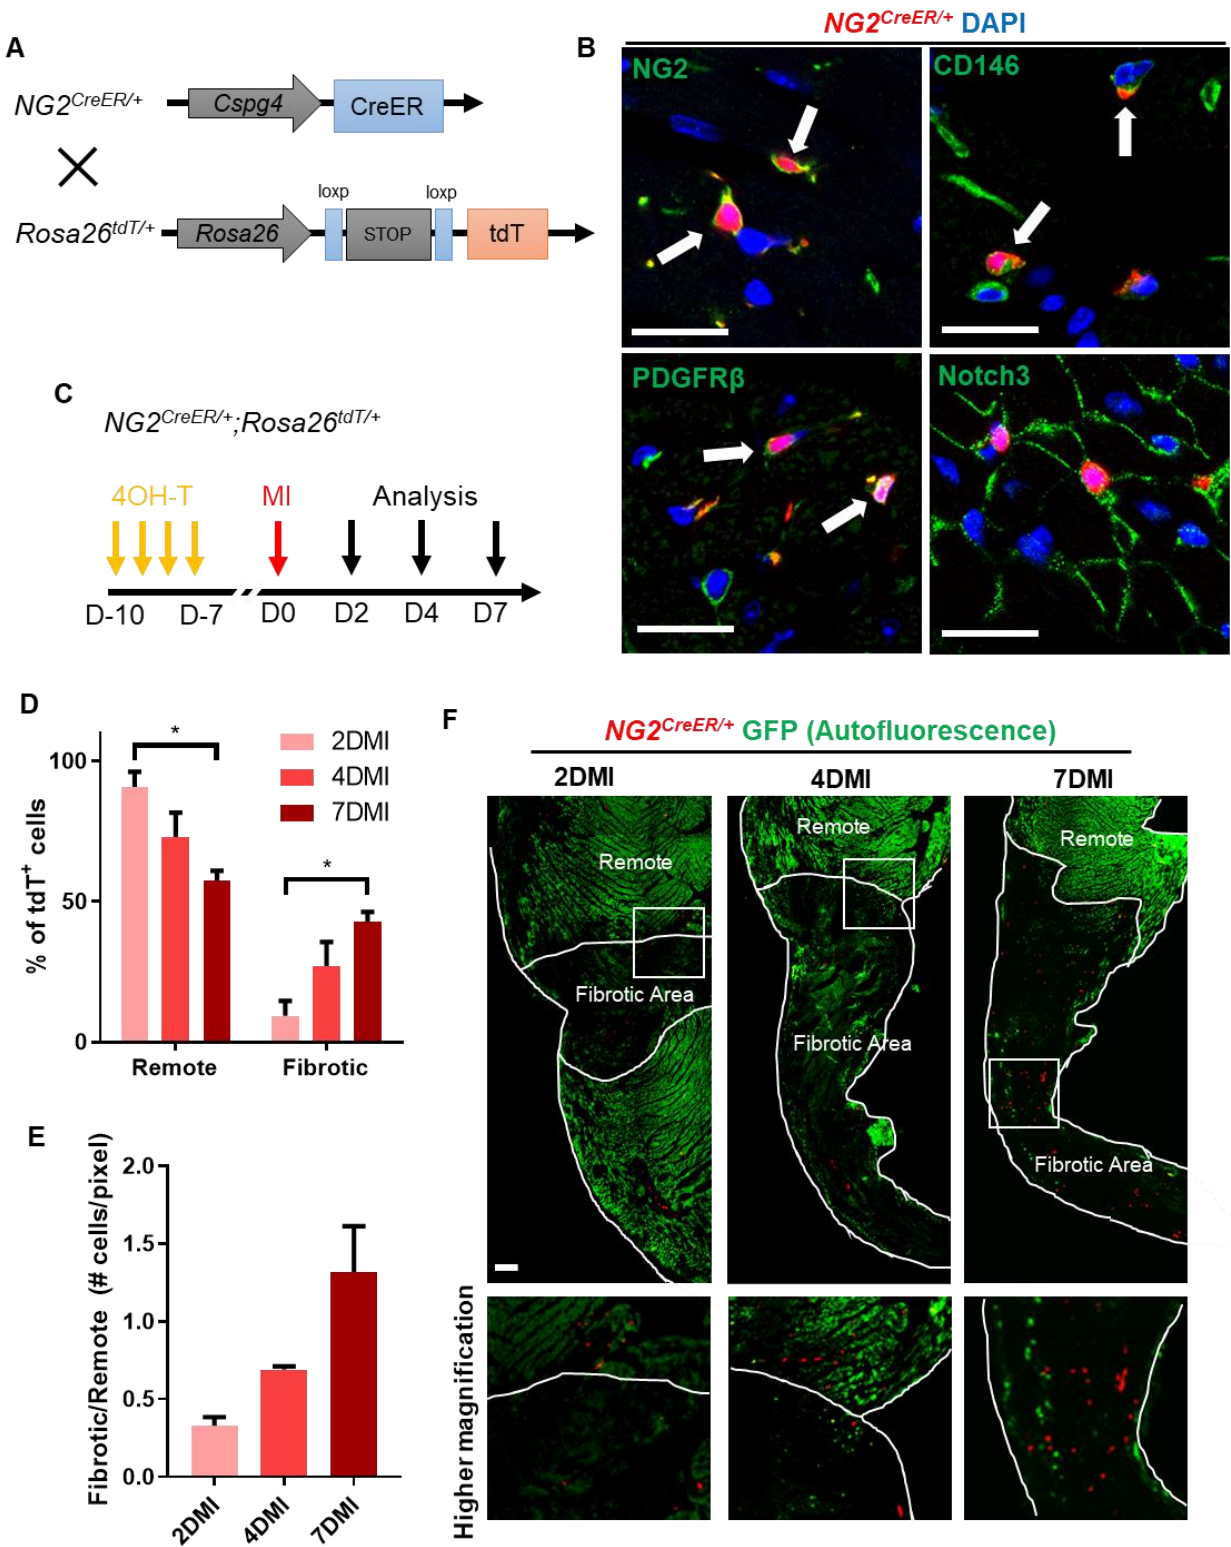 A
NG2CreER/+
Cspg4
CreER
Rosa26tdT/+
Rosa26
loxp
STOP
loxp
tdT
B
NG2CreER/+ DAPI
NG2
CD146
PDGFRβ
Notch3
C
NG2CreER/+;Rosa26tdT/+
4OH-T
MI
Analysis
D-10
D-7
D0
D2
D4
D7
D
% of tdT+ cells
100
50
0
*
*
2DMI
4DMI
7DMI
Remote
Fibrotic
E
Fibrotic/Remote (# cells/pixel)
2.0
1.5
1.0
0.5
0.0
2DMI
4DMI
7DMI
F
NG2CreER/+ GFP (Autofluorescence)
2DMI
4DMI
7DMI
Remote
Fibrotic Area
Remote
Fibrotic Area
Remote
Fibrotic Area
Higher magnification